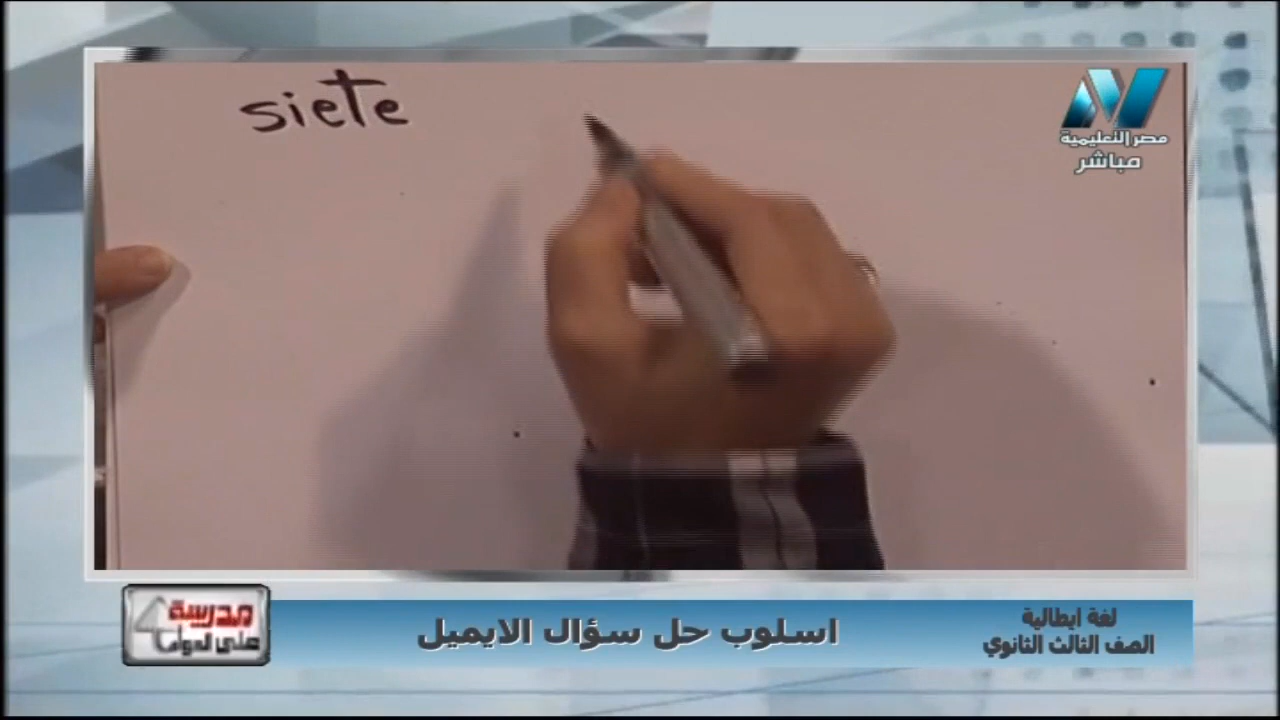 siete
مصر التعليمية
مباشر
مدرسة
على الهواء
لغة ايطالية
الصف الثالث الثانوي
اسلوب حل سؤال الايميل